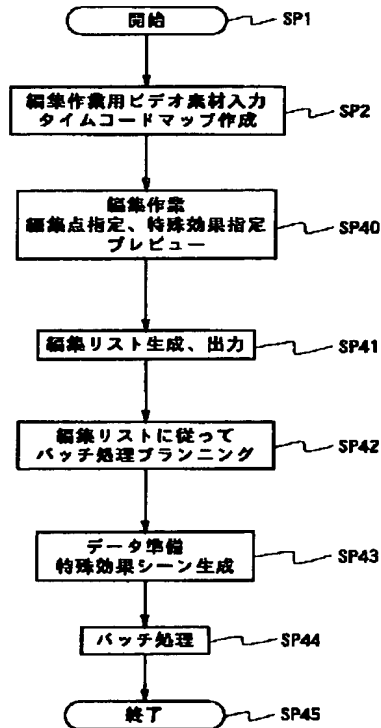 開始
SP1
編集作業用ビデオ素材入力
タイムコードマップ作成
SP2
編集作業
編集点指定、特殊効果指定
プレビュー
SP40
編集リスト生成、出力
SP41
編集リストに従って
バッチ処理プランニング
SP42
データ準備
特殊効果シーン生成
SP43
バッチ処理
SP44
終了
SP45